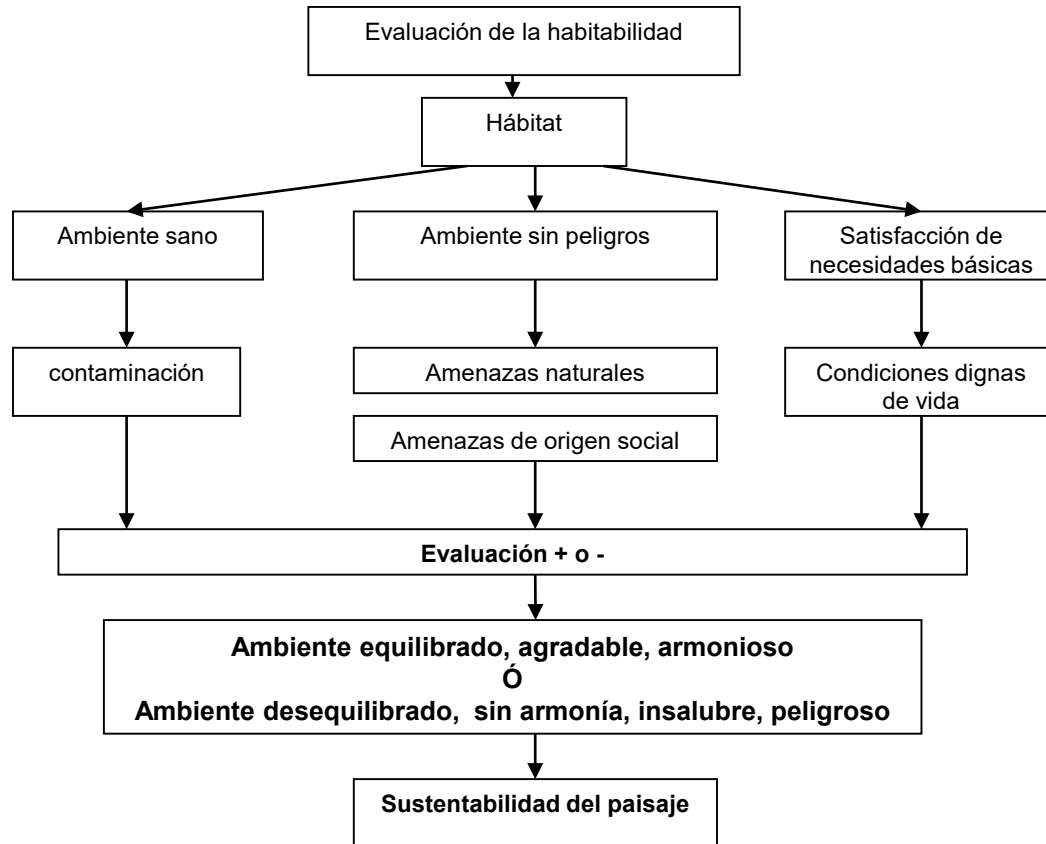 Evaluación de la habitabilidad
Hábitat
Ambiente sano
Ambiente sin peligros
Satisfacción de
necesidades básicas
contaminación
Amenazas naturales
Condiciones dignas
de vida
Amenazas de origen social
Evaluación + o -
Ambiente equilibrado, agradable, armonioso
Ó
Ambiente desequilibrado, sin armonía, insalubre, peligroso
Sustentabilidad del paisaje